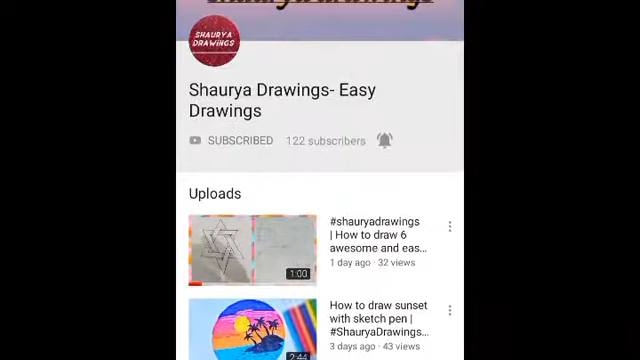 SHAURYA
DRAWINGS
Shaurya Drawings- Easy
Drawings
SUBSCRIBED 122 subscribers
Uploads
#shauryadrawings
| How to draw 6
awesome and eas...
1 day ago · 32 views
1:00
How to draw sunset
with sketch pen |
#ShauryaDrawings...
3 days ago · 43 views
2:44